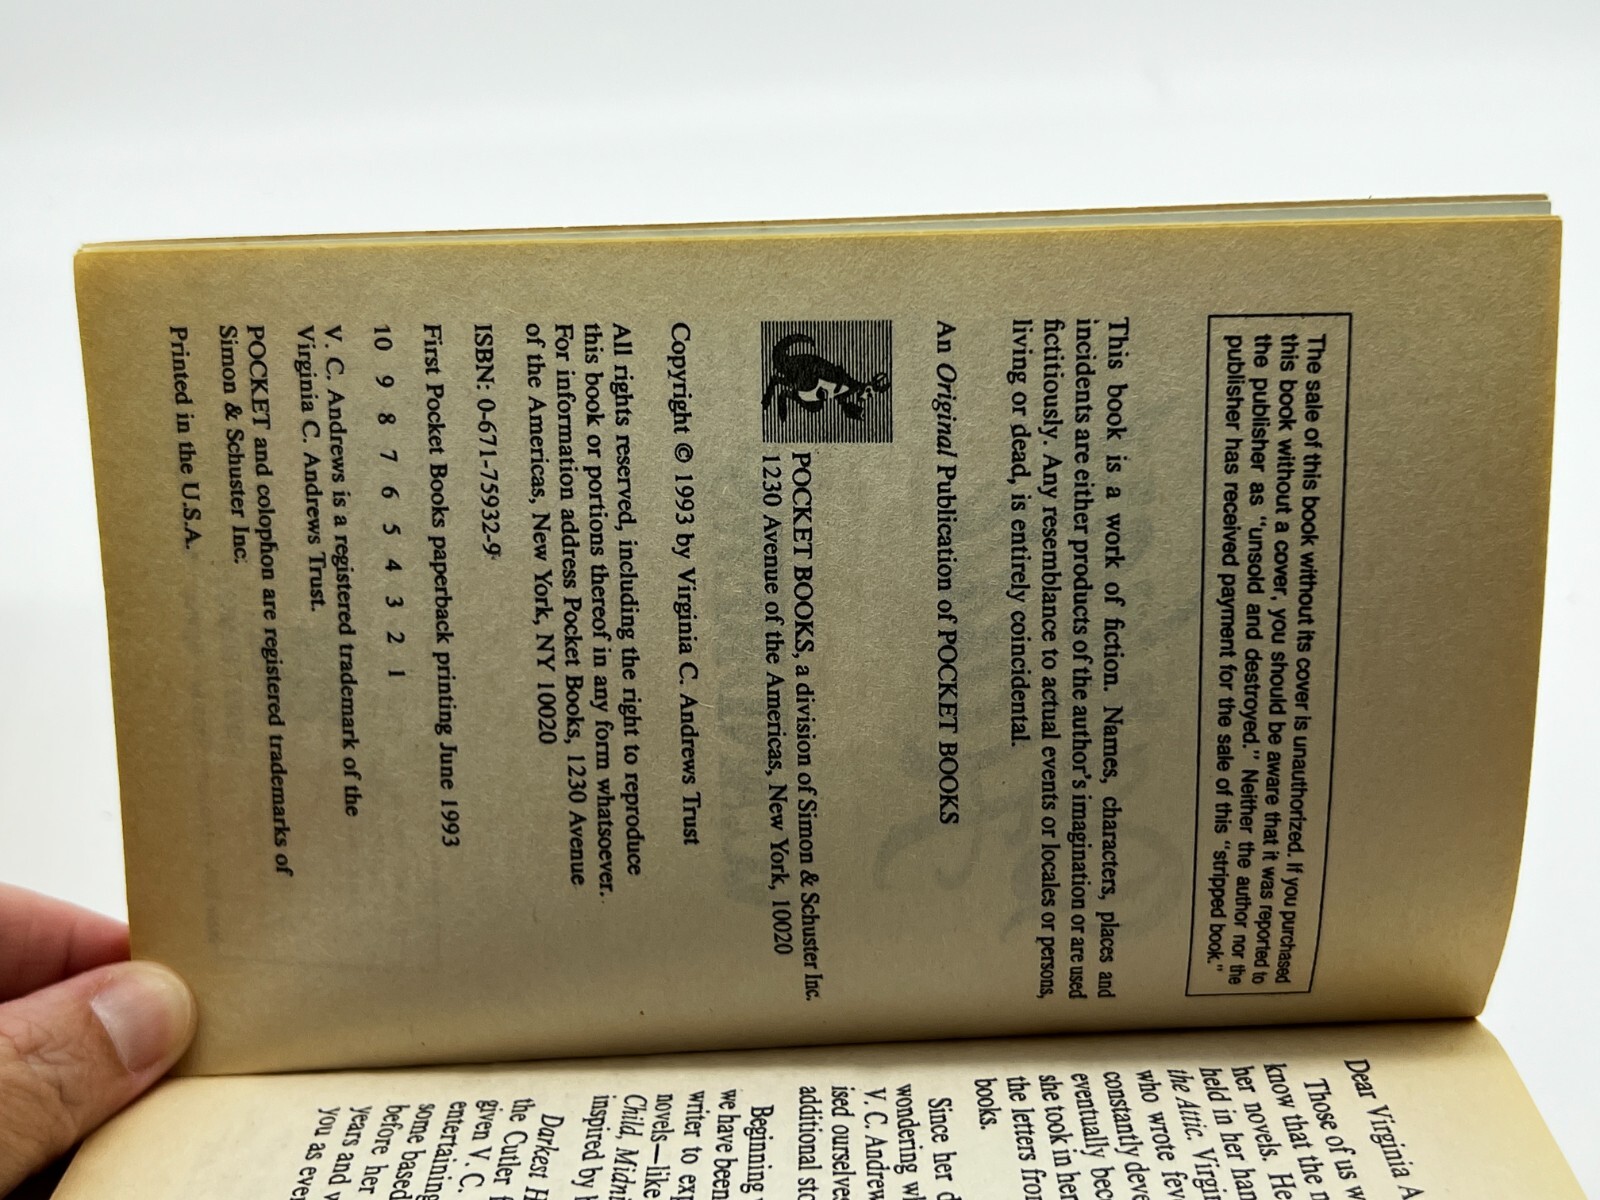 The sale of this book without its cover is unauthorized. If you purchased
this book without a cover, you should be aware that it was reported to
the publisher as "unsold and destroyed." Neither the author nor the
publisher has received payment for the sale of this "stripped book."
This book is a work of fiction. Names, characters, places and
incidents are either products of the author's imagination or are used
fictitiously. Any resemblance to actual events or locales or persons,
living or dead, is entirely coincidental.
An Original Publication of POCKET BOOKS
POCKET BOOKS, a division of Simon & Schuster Inc.
1230 Avenue of the Americas, New York, 10020
Copyright © 1993 by Virginia C. Andrews Trust
All rights reserved, including the right to reproduce
this book or portions thereof in any form whatsoever.
For information address Pocket Books, 1230 Avenue
of the Americas, New York, NY 10020
ISBN: 0-671-75932-9
First Pocket Books paperback printing June 1993
10 9 8 7 6 5 4 3 2 1
V. C. Andrews is a registered trademark of the
Virginia C. Andrews Trust.
POCKET and colophon are registered trademarks of
Simon & Schuster Inc.
Printed in the U.S.A.
Dear Virginia A
Those of us w
know that the
her novels. He
held in her han
the Attic. Virgin
who wrote
constantly
eventually
she took in her
the letters from
books.
Since her
wondering
V. C. Andrew
ised ourselves
additional
Beginning
we have been
writer to
novels—like
Child,
inspired by
Darkest
the Cutler
given V. C.
entertaining
some based
before her
years and
you as ever